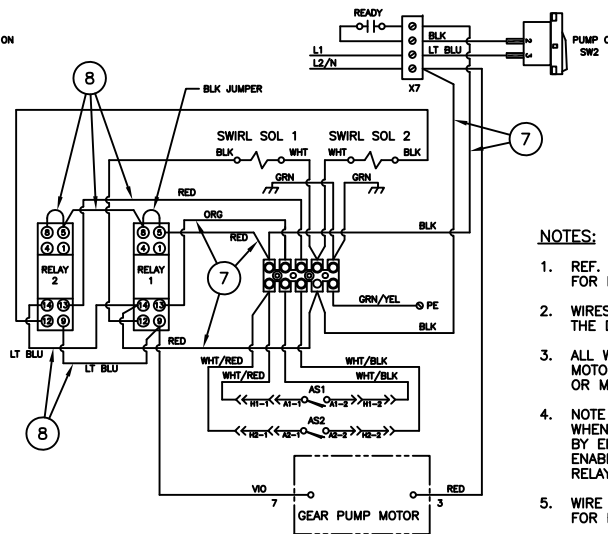 ON
READY
BLK
LT BLU
2
3
PUMP O
SW2
L1
L2/N
X7
8
BLK JUMPER
7
SWIRL SOL 1
SWIRL SOL 2
BLK
WHT
WHT
BLK
GRN
GRN
RED
ORG
RED
BLK
8 5
4 1
RELAY
2
14 13
12 9
8 5
4 1
RELAY
1
14 13
12 9
7
GRN/YEL
PE
BLK
RED
LT BLU
LT BLU
8
WHT/RED
WHT/BLK
WHT/RED
WHT/BLK
AS1
H1-1 A1-1 A1-2 H1-2
AS2
H2-1 A2-1 A2-2 H2-2
VIO
7
GEAR PUMP MOTOR
3
RED
NOTES:
1. REF.
FOR
2. WIRES
THE
3. ALL W
MOTO
OR M
4. NOTE
WHEN
BY E
ENABL
RELAY
5. WIRE
FOR